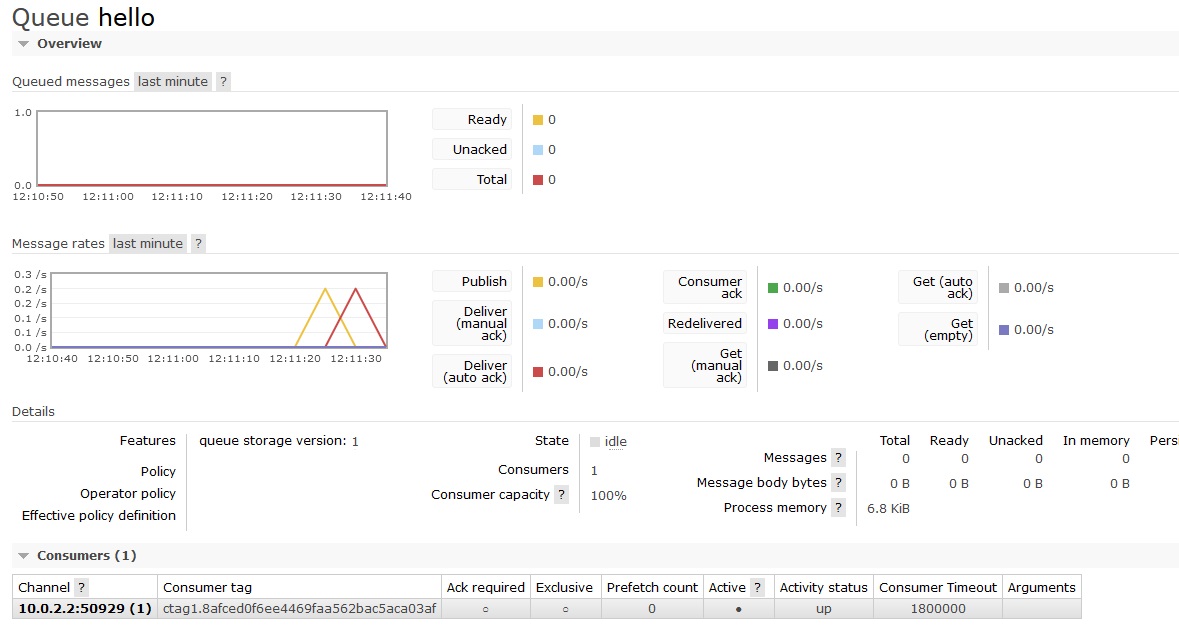 Queue hello
Overview
Queued messages last minute ?
1.0
0.0
12:10:50 12:11:00 12:11:10 12:11:20 12:11:30 12:11:40
Ready 0
Unacked 0
Total 0
Message rates last minute ?
0.3 /s
0.2 /s
0.2 /s
0.1 /s
0.1 /s
0.0 /s
12:10:40 12:10:50 12:11:00 12:11:10 12:11:20 12:11:30
Publish 0.00/s
Deliver
(manual 0.00/s
ack)
Deliver
(auto ack) 0.00/s
Consumer
ack 0.00/s
Redelivered 0.00/s
Get
(manual 0.00/s
ack)
Get (auto
ack) 0.00/s
Get
(empty) 0.00/s
Details
Features queue storage version: 1
Policy
Operator policy
Effective policy definition
State idle
Consumers 1
Consumer capacity ? 100%
Total Ready Unacked In memory Persi
Messages ? 0 0 0 0
Message body bytes ? 0 B 0 B 0 B 0 B
Process memory ? 6.8 KiB
Consumers (1)
Channel ? Consumer tag Ack required Exclusive Prefetch count Active ? Activity status Consumer Timeout Arguments
10.0.2.2:50929 (1) ctag1.8afced0f6ee4469faa562bac5aca03af ○ ○ 0 ● up 1800000